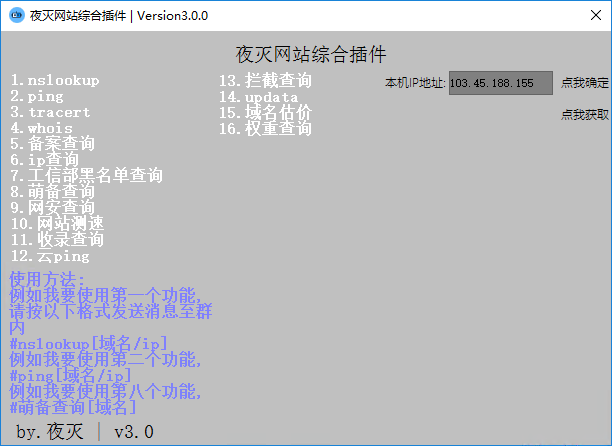 夜灭网站综合插件 | Version3.0.0
夜灭网站综合插件
1.nslookup
2.ping
3.tracert
4.whois
5.备案查询
6.ip查询
7.工信部黑名单查询
8.萌备查询
9.网安查询
10.网站测速
11.收录查询
12.云ping
13.拦截查询
14.updata
15.域名估价
16.权重查询
本机IP地址: 103.45.188.155 点我确定
点我获取
使用方法:
例如我要使用第一个功能,
请按以下格式发送消息至群
内
#nslookup[域名/ip]
例如我要使用第二个功能,
#ping[域名/ip]
例如我要使用第八个功能,
#萌备查询[域名]
by.夜灭 | v3.0